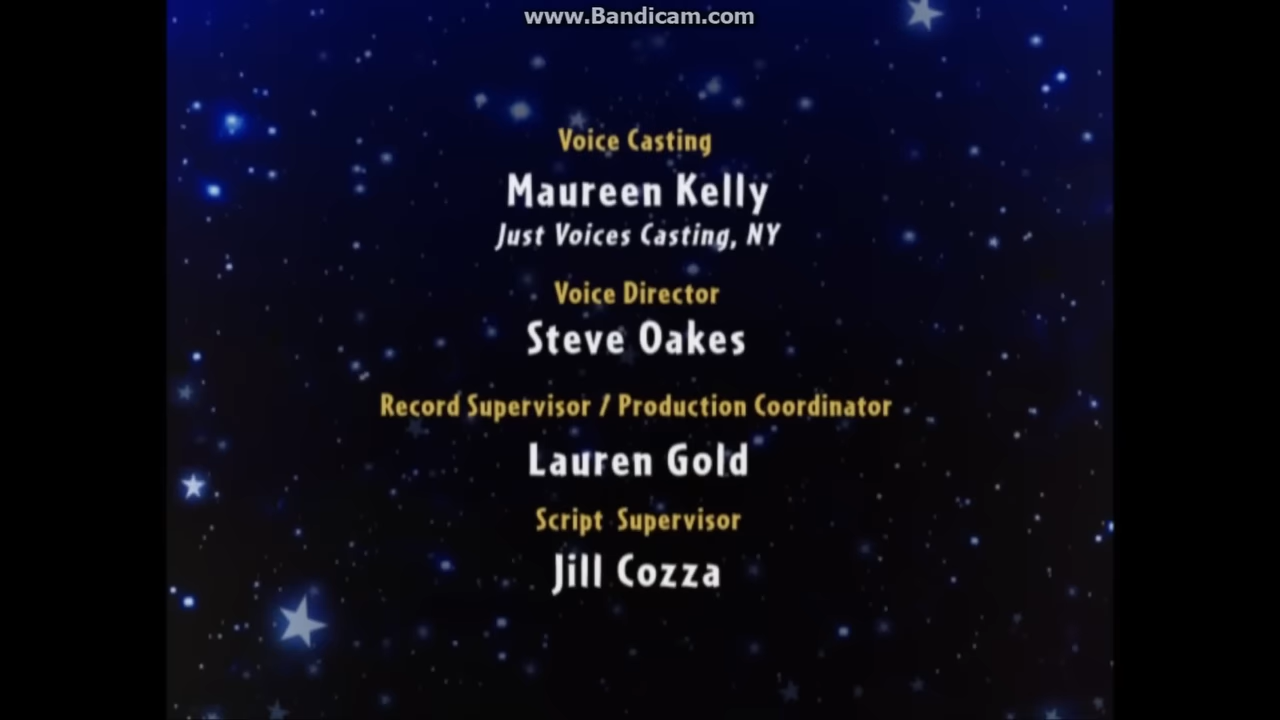 www.Bandicam.com
Voice Casting
Maureen Kelly
Just Voices Casting, NY
Voice Director
Steve Oakes
Record Supervisor / Production Coordinator
Lauren Gold
Script Supervisor
Jill Cozza